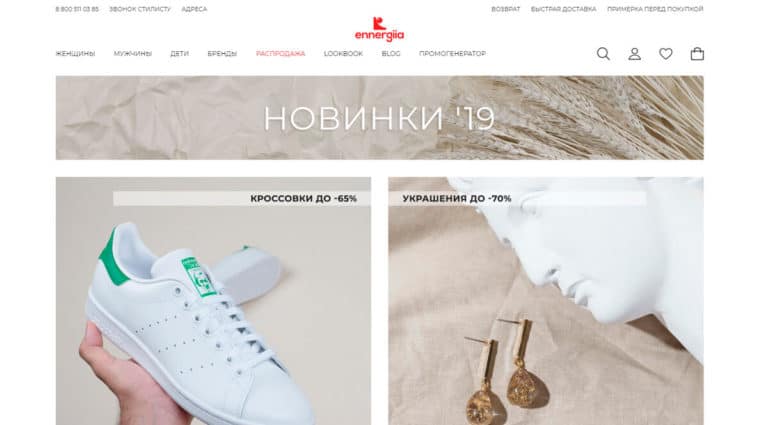 8 800 511 03 85 ЗВОНОК СТИЛИСТУ АДРЕСА ВОЗВРАТ БЫСТРАЯ ДОСТАВКА ПРИМЕРКА ПЕРЕД ПОКУПКОЙ
ennergiia
ЖЕНЩИНЫ МУЖЧИНЫ ДЕТИ БРЕНДЫ РАСПРОДАЖА LOOKBOOK BLOG ПРОМОГЕНЕРАТОР
НОВИНКИ '19
КРОССОВКИ ДО -65%
УКРАШЕНИЯ ДО -70%